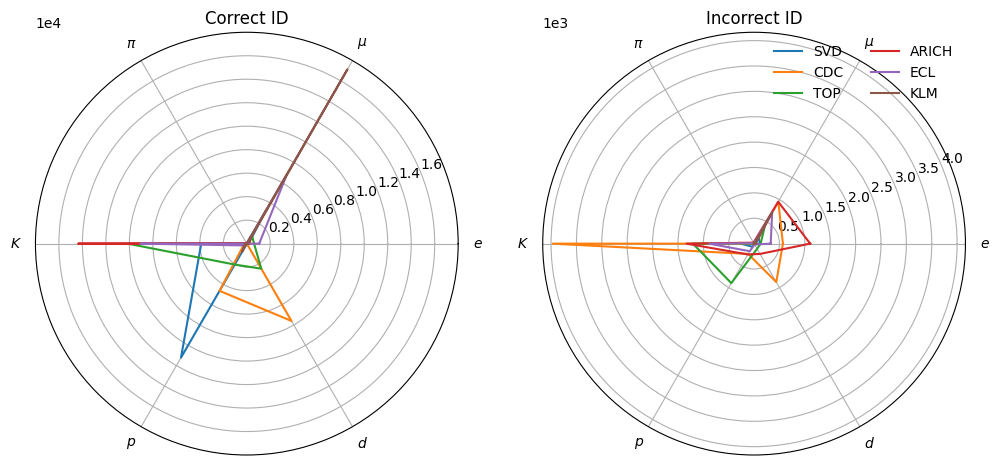 Correct ID
1e4
e
μ
π
K
p
d
0.2
0.4
0.6
0.8
1.0
1.2
1.4
1.6
Incorrect ID
1e3
e
μ
π
K
p
d
0.5
1.0
1.5
2.0
2.5
3.0
3.5
4.0
SVD
CDC
TOP
ARICH
ECL
KLM